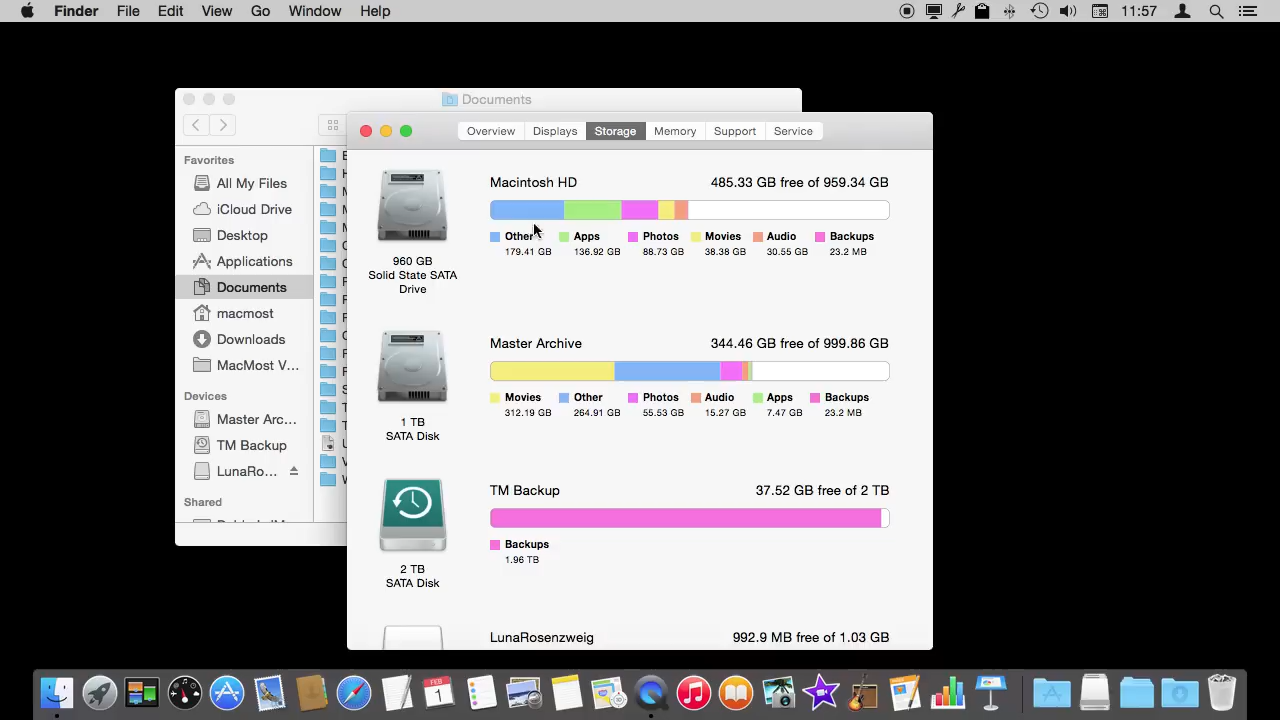 Finder File Edit View Go Window Help 11:57
Documents
Favorites
All My Files
iCloud Drive
Desktop
Applications
Documents
macmost
Downloads
MacMost V...
Devices
Master Arc...
TM Backup
LunaRo...
Shared
Overview Displays Storage Memory Support Service
Macintosh HD 485.33 GB free of 959.34 GB
Other Apps Photos Movies Audio Backups
179.41 GB 136.92 GB 88.73 GB 38.38 GB 30.55 GB 23.2 MB
960 GB
Solid State SATA
Drive
Master Archive 344.46 GB free of 999.86 GB
Movies Other Photos Audio Apps Backups
312.19 GB 264.91 GB 55.53 GB 15.27 GB 7.47 GB 23.2 MB
1 TB
SATA Disk
TM Backup 37.52 GB free of 2 TB
Backups
1.96 TB
2 TB
SATA Disk
LunaRosenzweig 992.9 MB free of 1.03 GB
FEB
1